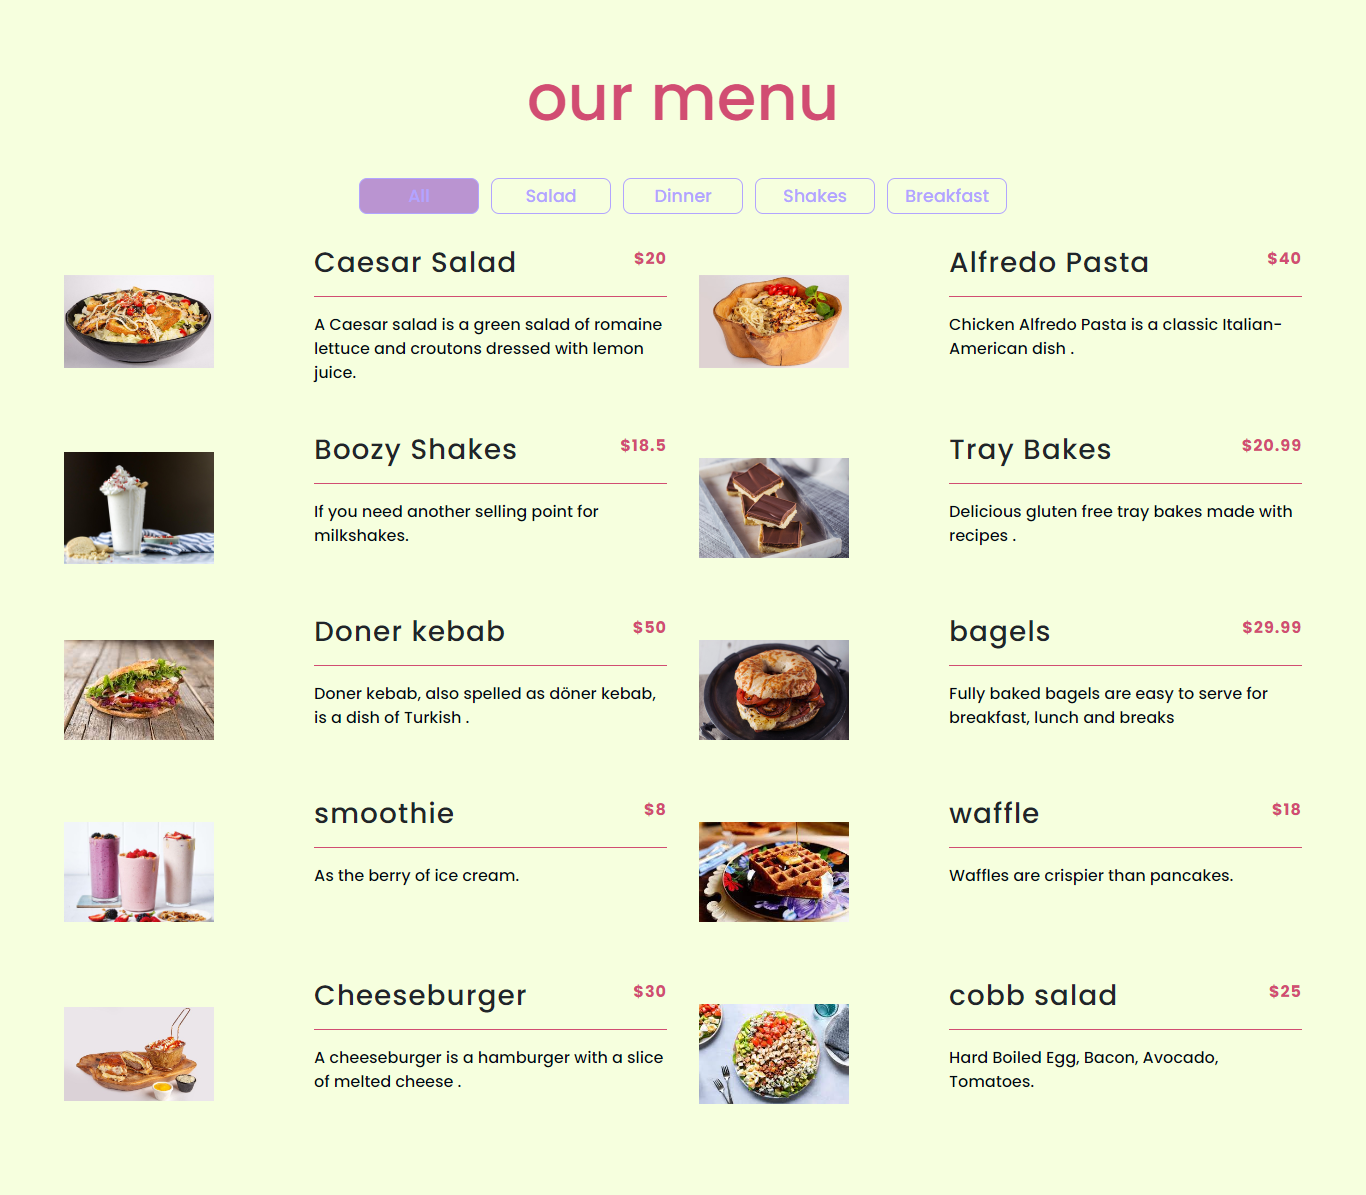 our menu
All
Salad
Dinner
Shakes
Breakfast
Caesar Salad
$20
A Caesar salad is a green salad of romaine
lettuce and croutons dressed with lemon
juice.
Alfredo Pasta
$40
Chicken Alfredo Pasta is a classic Italian-
American dish .
Boozy Shakes
$18.5
If you need another selling point for
milkshakes.
Tray Bakes
$20.99
Delicious gluten free tray bakes made with
recipes .
Doner kebab
$50
Doner kebab, also spelled as döner kebab,
is a dish of Turkish .
bagels
$29.99
Fully baked bagels are easy to serve for
breakfast, lunch and breaks
smoothie
$8
As the berry of ice cream.
waffle
$18
Waffles are crispier than pancakes.
Cheeseburger
$30
A cheeseburger is a hamburger with a slice
of melted cheese .
cobb salad
$25
Hard Boiled Egg, Bacon, Avocado,
Tomatoes.